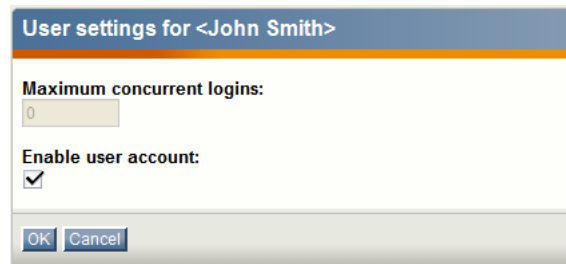 User settings for <John Smith>
Maximum concurrent logins:
0
Enable user account:
OK Cancel